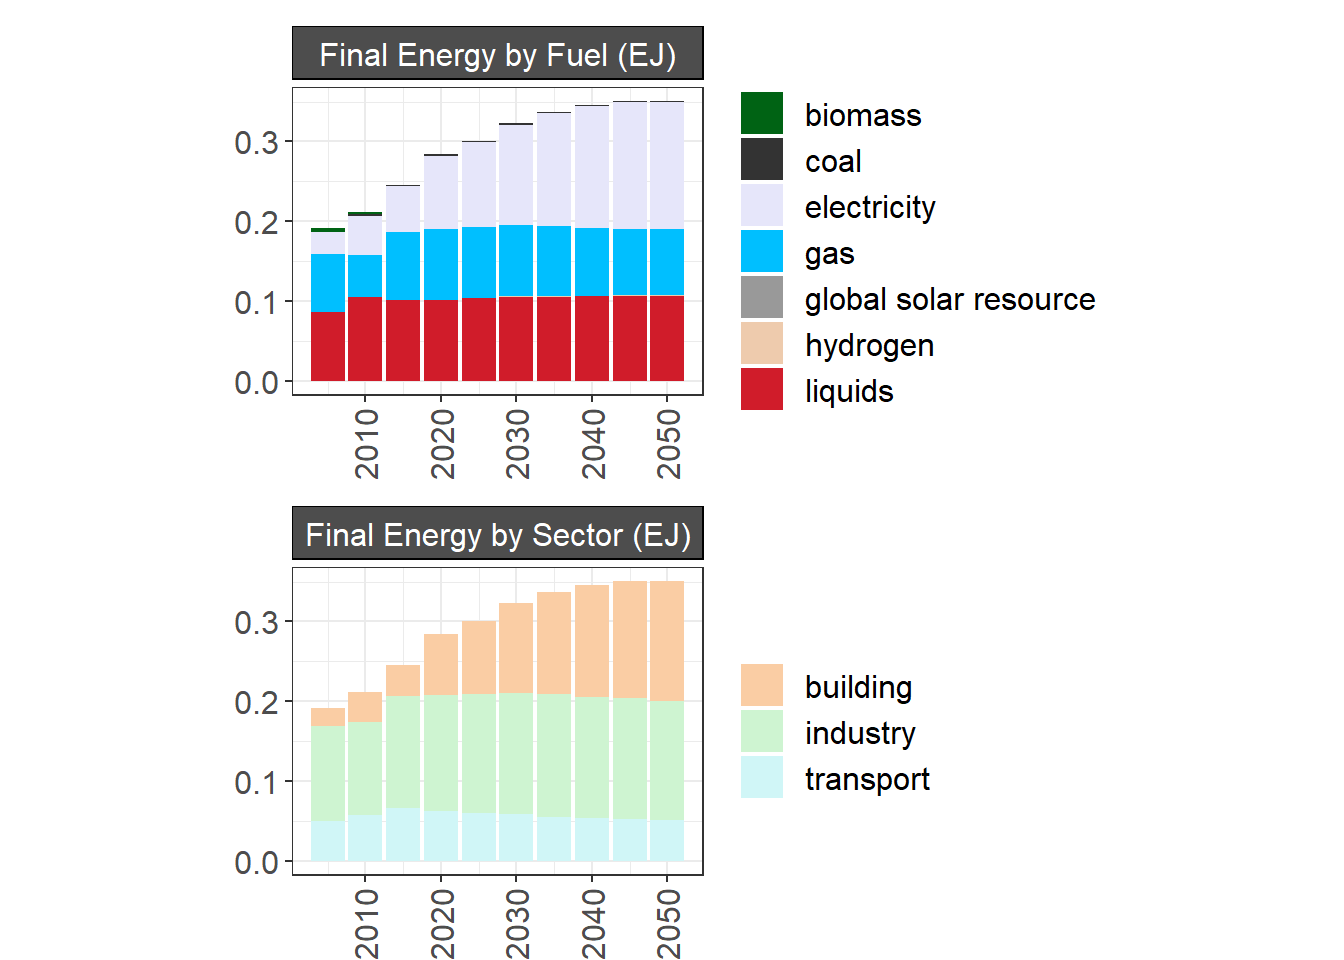 Final Energy by Fuel (EJ)
0.3
0.2
0.1
0.0
2010
2020
2030
2040
2050
biomass
coal
electricity
gas
global solar resource
hydrogen
liquids
Final Energy by Sector (EJ)
0.3
0.2
0.1
0.0
2010
2020
2030
2040
2050
building
industry
transport